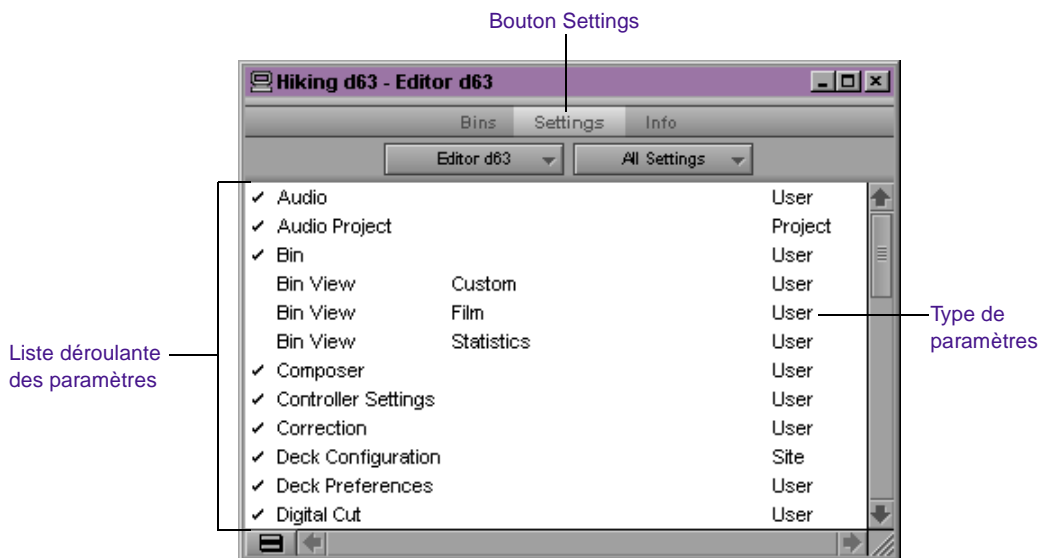 Bouton Settings
Hiking d63 - Editor d63
Bins Settings Info
Editor d63 All Settings
✓ Audio User
✓ Audio Project Project
✓ Bin User
Bin View Custom User
Bin View Film User
Bin View Statistics User
✓ Composer User
✓ Controller Settings User
✓ Correction User
✓ Deck Configuration Site
✓ Deck Preferences User
✓ Digital Cut User
Liste déroulante
des paramètres
Type de
paramètres